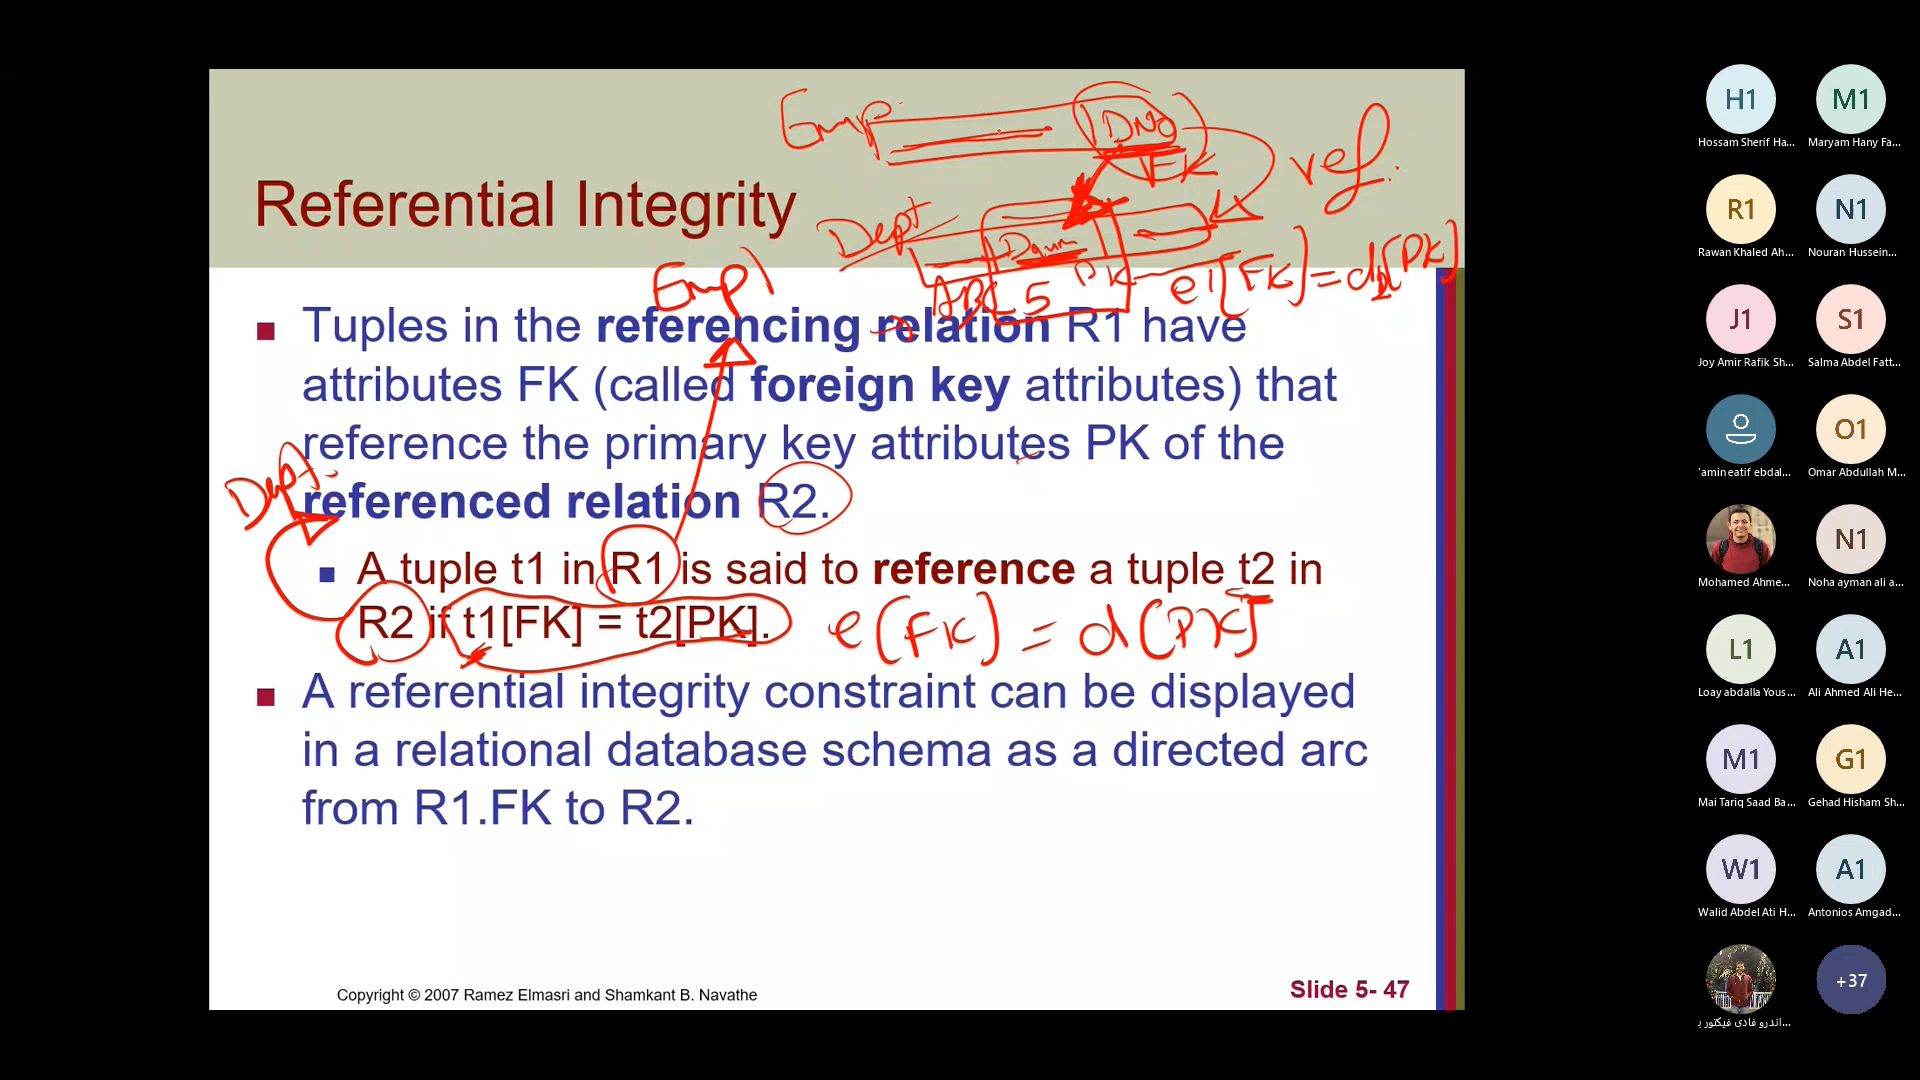 Emp
DNO
FK
ref.
Referential Integrity
Dept
Dnum
PK
5
e1[FK] = d1[PK]
Emp
Tuples in the referencing relation R1 have
attributes FK (called foreign key attributes) that
reference the primary key attributes PK of the
Dept.
referenced relation R2.
A tuple t1 in R1 is said to reference a tuple t2 in
R2 if t1[FK] = t2[PK].
e[FK] = d[PK]
A referential integrity constraint can be displayed
in a relational database schema as a directed arc
from R1.FK to R2.
Copyright © 2007 Ramez Elmasri and Shamkant B. Navathe
Slide 5- 47
H1
M1
Hossam Sherif Ha...
Maryam Hany Fa...
R1
N1
Rawan Khaled Ah...
Nouran Hussein...
J1
S1
Joy Amir Rafik Sh...
Salma Abdel Fatt...
O1
'amin eatif ebdal...
Omar Abdullah M...
N1
Mohamed Ahme...
Noha ayman ali a...
L1
A1
Loay abdalla Yous...
Ali Ahmed Ali He...
M1
G1
Mai Tariq Saad Ba...
Gehad Hisham Sh...
W1
A1
Walid Abdel Ati H...
Antonios Amgad...
+37
اندرو فادى فيكتور ب...